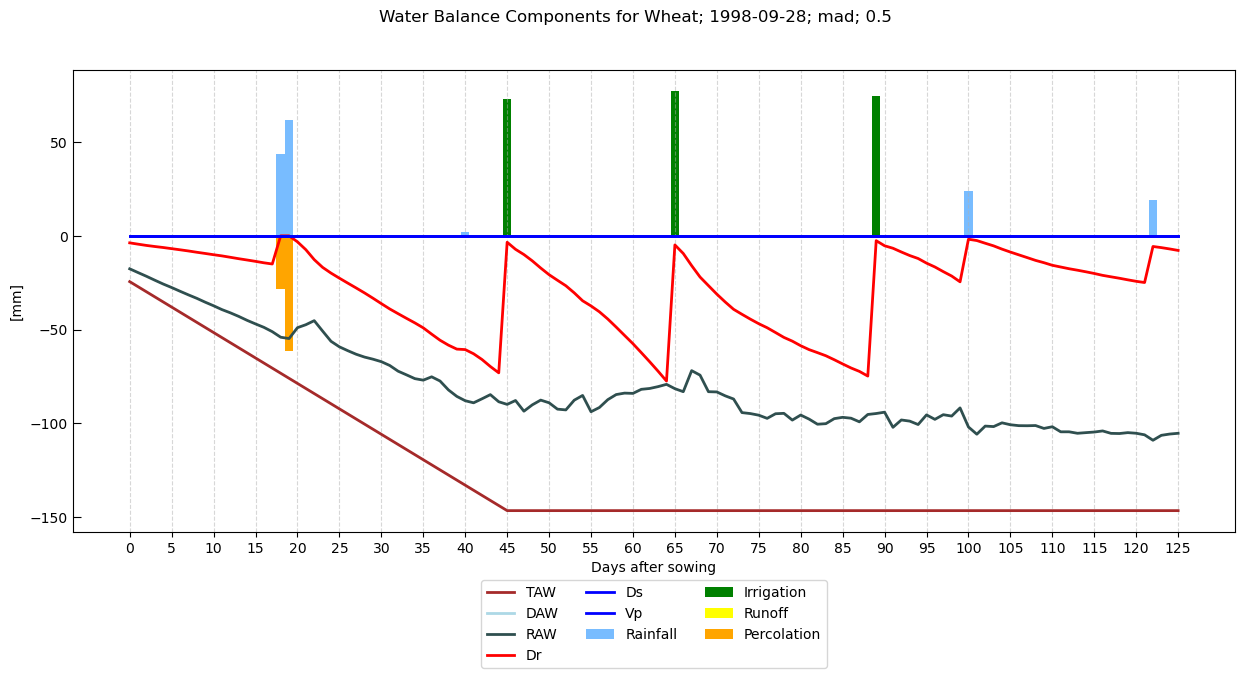 Water Balance Components for Wheat; 1998-09-28; mad; 0.5
50
0
−50
−100
−150
[mm]
0 5 10 15 20 25 30 35 40 45 50 55 60 65 70 75 80 85 90 95 100 105 110 115 120 125
Days after sowing
TAW Ds Irrigation
DAW Vp Runoff
RAW Rainfall Percolation
Dr